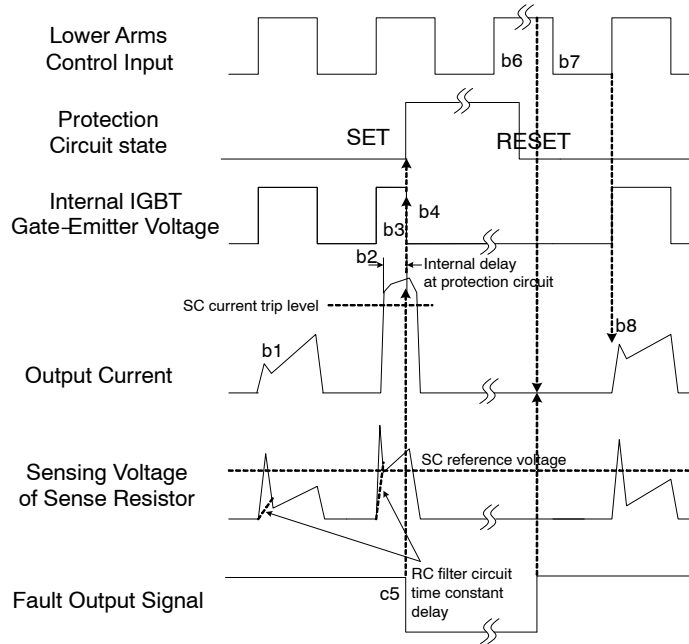 Lower Arms
Control Input
b6
b7
Protection
Circuit state
SET
RESET
Internal IGBT
Gate–Emitter Voltage
b4
b3
b2
Internal delay
at protection circuit
SC current trip level
b1
b8
Output Current
SC reference voltage
Sensing Voltage
of Sense Resistor
RC filter circuit
time constant
delay
c5
Fault Output Signal